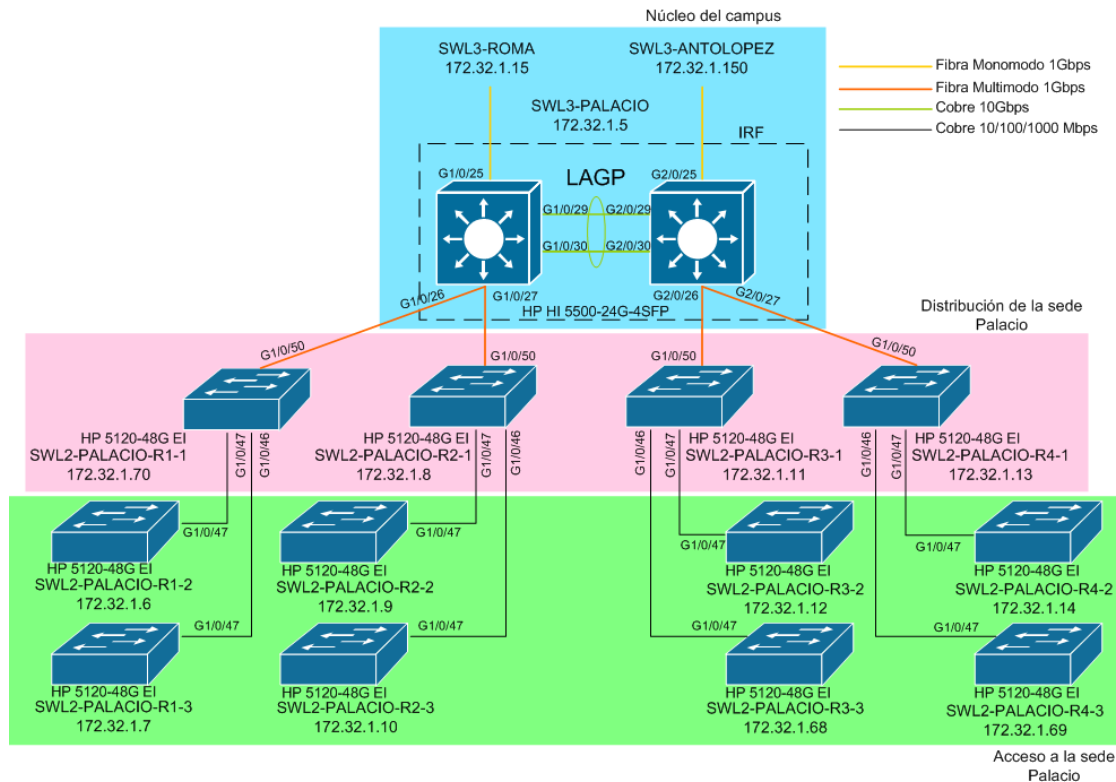 Núcleo del campus
SWL3-ROMA
172.32.1.15
SWL3-ANTOLOPEZ
172.32.1.150
Fibra Monomodo 1Gbps
Fibra Multimodo 1Gbps
Cobre 10Gbps
Cobre 10/100/1000 Mbps
SWL3-PALACIO
172.32.1.5
IRF
G1/0/25
LAGP
G2/0/25
G1/0/29
G2/0/29
G1/0/30
G2/0/30
G1/0/26
G1/0/27
G2/0/26
G2/0/27
HP HI 5500-24G-4SFP
Distribución de la sede
Palacio
G1/0/50
G1/0/50
G1/0/50
G1/0/50
HP 5120-48G EI
SWL2-PALACIO-R1-1
172.32.1.70
G1/0/47
G1/0/46
HP 5120-48G EI
SWL2-PALACIO-R2-1
172.32.1.8
G1/0/47
G1/0/46
G1/0/46
G1/0/47
HP 5120-48G EI
SWL2-PALACIO-R3-1
172.32.1.11
G1/0/46
G1/0/47
HP 5120-48G EI
SWL2-PALACIO-R4-1
172.32.1.13
G1/0/47
HP 5120-48G EI
SWL2-PALACIO-R1-2
172.32.1.6
G1/0/47
HP 5120-48G EI
SWL2-PALACIO-R2-2
172.32.1.9
G1/0/47
HP 5120-48G EI
SWL2-PALACIO-R3-2
172.32.1.12
G1/0/47
HP 5120-48G EI
SWL2-PALACIO-R4-2
172.32.1.14
G1/0/47
HP 5120-48G EI
SWL2-PALACIO-R1-3
172.32.1.7
G1/0/47
HP 5120-48G EI
SWL2-PALACIO-R2-3
172.32.1.10
G1/0/47
HP 5120-48G EI
SWL2-PALACIO-R3-3
172.32.1.68
G1/0/47
HP 5120-48G EI
SWL2-PALACIO-R4-3
172.32.1.69
Acceso a la sede
Palacio